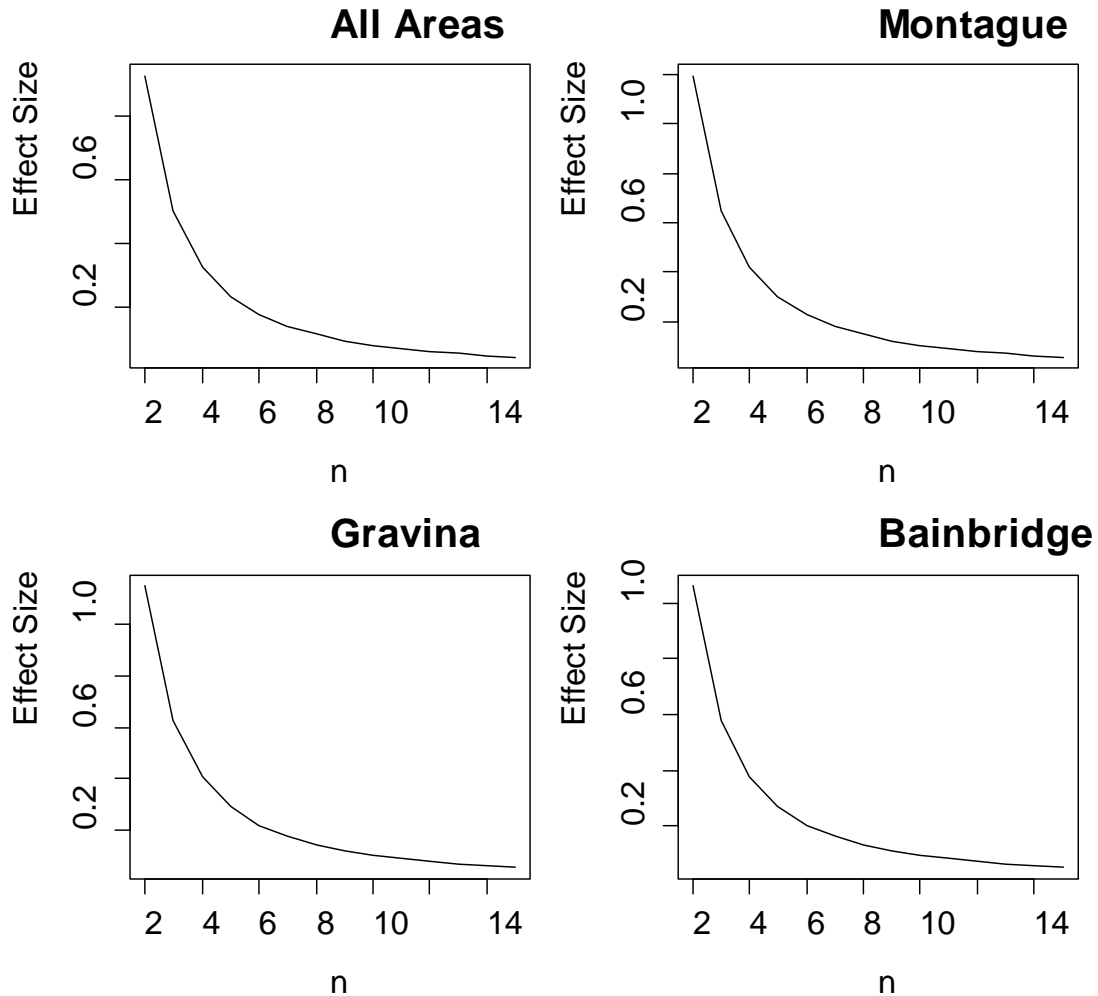 All Areas
Effect Size
0.2 0.6
2 4 6 8 10 14
n
Montague
Effect Size
0.2 0.6 1.0
2 4 6 8 10 14
n
Gravina
Effect Size
0.2 0.6 1.0
2 4 6 8 10 14
n
Bainbridge
Effect Size
0.2 0.6 1.0
2 4 6 8 10 14
n